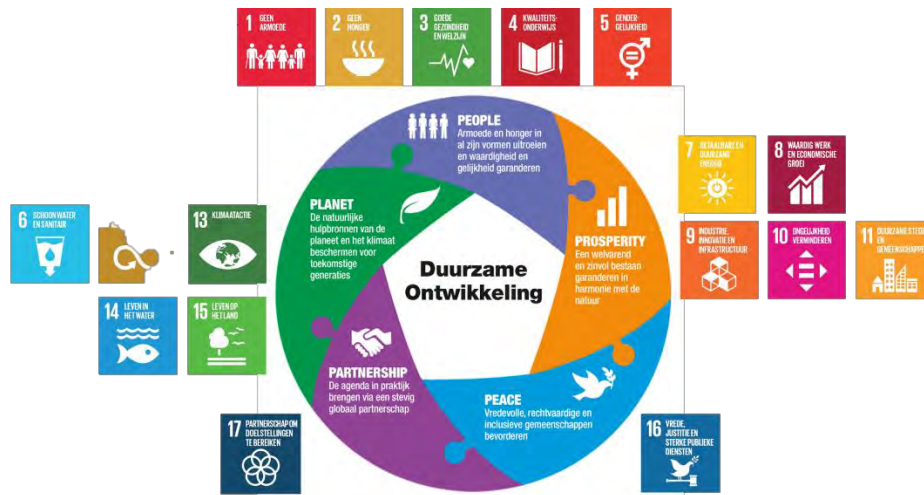 1 GEEN
ARMOEDE
2 GEEN
HONGER
3 GOEDE
GEZONDHEID
EN WELZIJN
4 KWALITEITS-
ONDERWIJS
5 GENDER-
GELIJKHEID
PEOPLE
Armoede en honger in
al zijn vormen uitroeien
en waardigheid en
gelijkheid garanderen
7 BETAALBARE EN
DUURZAME
ENERGIE
8 WAARDIG WERK
EN ECONOMISCHE
GROEI
6 SCHOON WATER
EN SANITAIR
13 KLIMAATACTIE
PLANET
De natuurlijke
hulpbronnen van de
planeet en het klimaat
beschermen voor
toekomstige
generaties
Duurzame
Ontwikkeling
PROSPERITY
Een welvarend
en zinvol bestaan
garanderen in
harmonie met de
natuur
9 INDUSTRIE
INNOVATIE EN
INFRASTRUCTUUR
10 ONGELIJKHEID
VERMINDEREN
11 DUURZAME STEDEN
EN
GEMEENSCHAPPEN
14 LEVEN IN
HET WATER
15 LEVEN OP
HET LAND
PARTNERSHIP
De agenda in praktijk
brengen via een stevig
globaal partnerschap
PEACE
Vredevolle, rechtvaardige en
inclusieve gemeenschappen
bevorderen
17 PARTNERSCHAP OM
DOELSTELLINGEN
TE BEREIKEN
16 VREDE,
JUSTITIE EN
STERKE PUBLIEKE
DIENSTEN